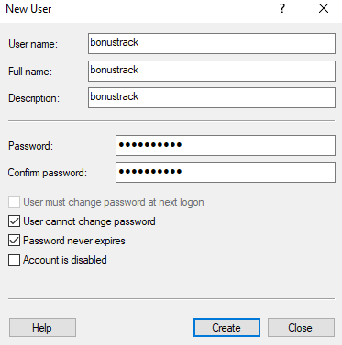 New User
User name: bonustrack
Full name: bonustrack
Description: bonustrack
Password: ●●●●●●●●●●
Confirm password: ●●●●●●●●●●
User must change password at next logon
User cannot change password
Password never expires
Account is disabled
Help Create Close